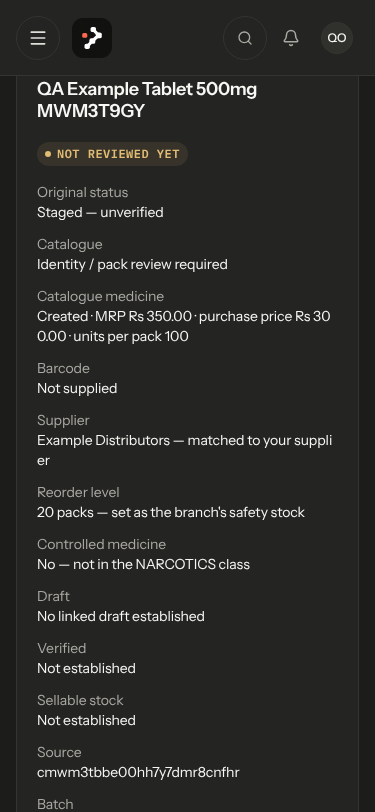 QO
QA Example Tablet 500mg
MWM3T9GY
NOT REVIEWED YET
Original status
Staged — unverified
Catalogue
Identity / pack review required
Catalogue medicine
Created · MRP Rs 350.00 · purchase price Rs 30
0.00 · units per pack 100
Barcode
Not supplied
Supplier
Example Distributors — matched to your suppli
er
Reorder level
20 packs — set as the branch's safety stock
Controlled medicine
No — not in the NARCOTICS class
Draft
No linked draft established
Verified
Not established
Sellable stock
Not established
Source
cmwm3tbbe00hh7y7dmr8cnfhr
Batch